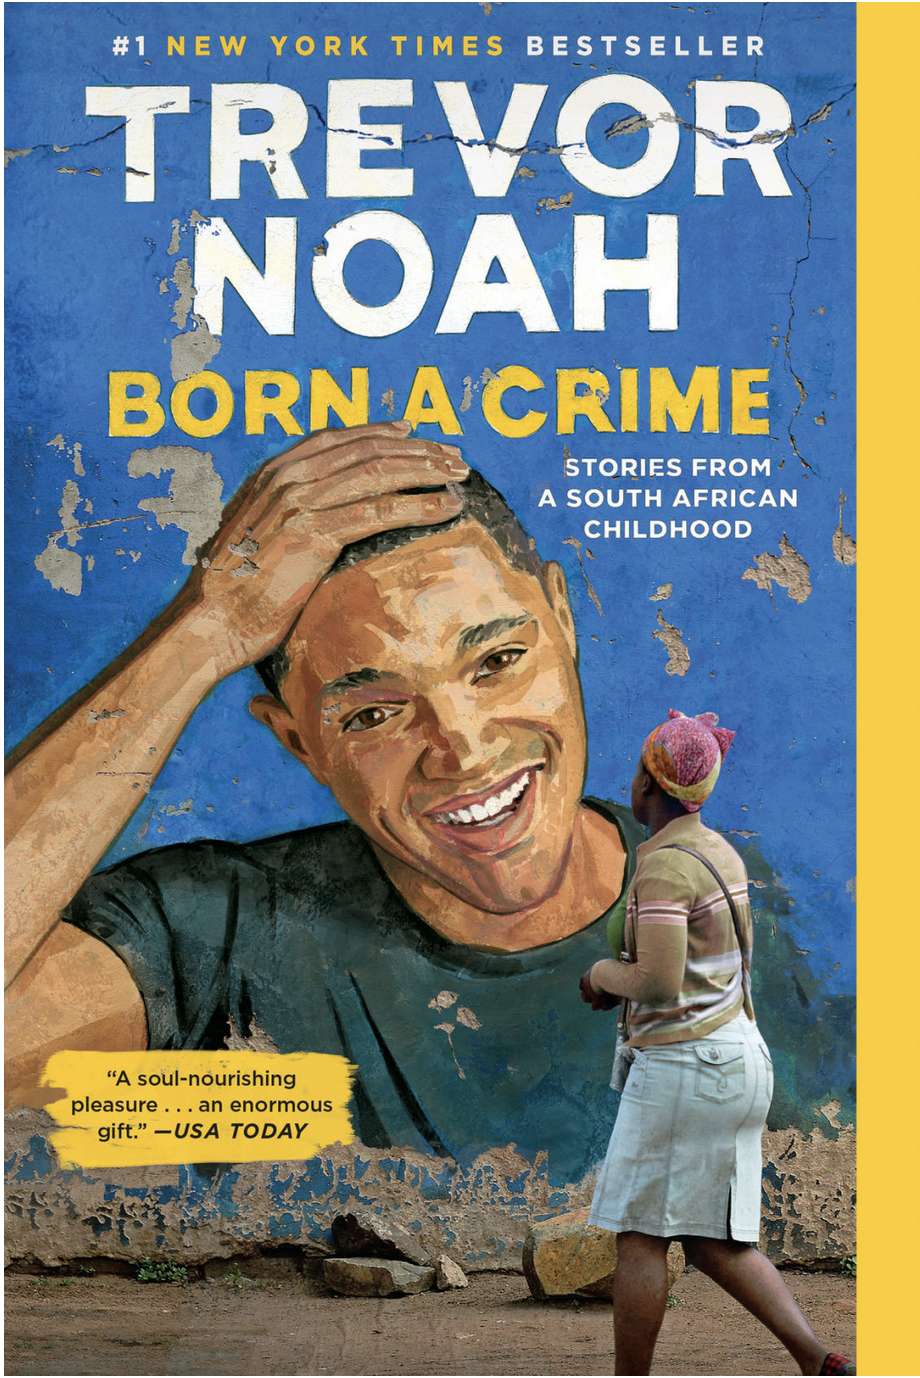 #1 NEW YORK TIMES BESTSELLER
TREVOR
NOAH
BORN A CRIME
STORIES FROM
A SOUTH AFRICAN
CHILDHOOD
“A soul-nourishing
pleasure . . . an enormous
gift.” —USA TODAY